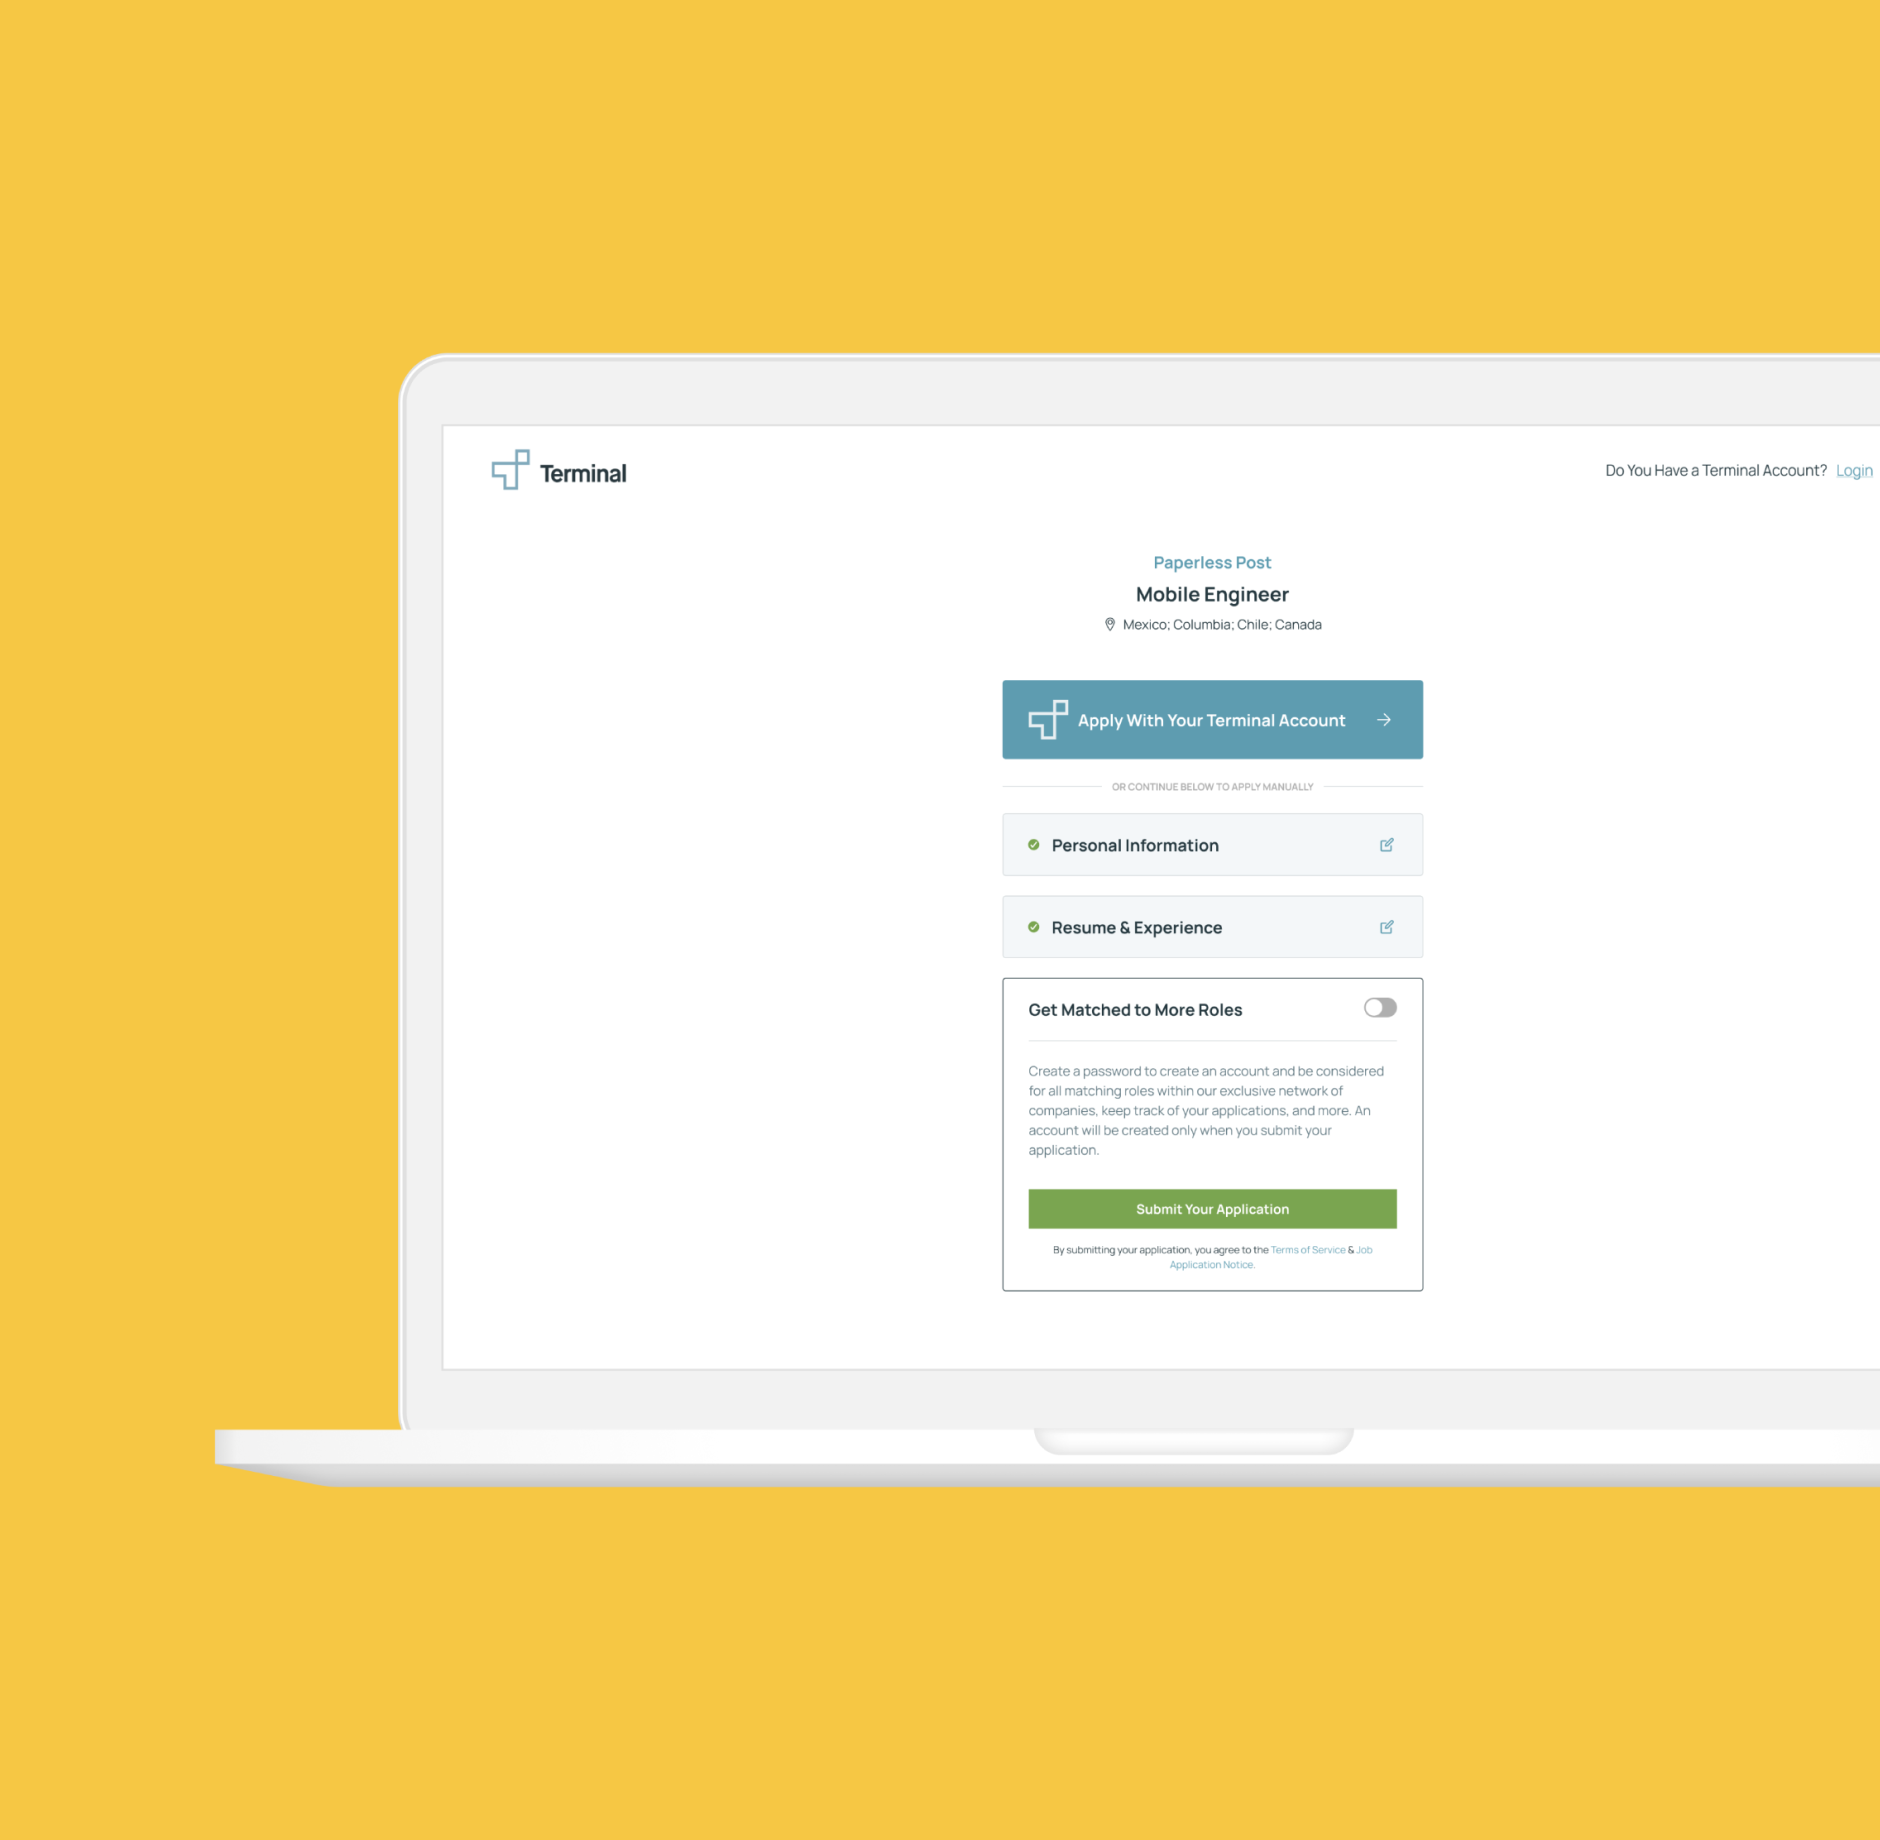 Terminal
Do You Have a Terminal Account? Login
Paperless Post
Mobile Engineer
Mexico; Columbia; Chile; Canada
Apply With Your Terminal Account
OR CONTINUE BELOW TO APPLY MANUALLY
Personal Information
Resume & Experience
Get Matched to More Roles
Create a password to create an account and be considered
for all matching roles within our exclusive network of
companies, keep track of your applications, and more. An
account will be created only when you submit your
application.
Submit Your Application
By submitting your application, you agree to the Terms of Service & Job
Application Notice.